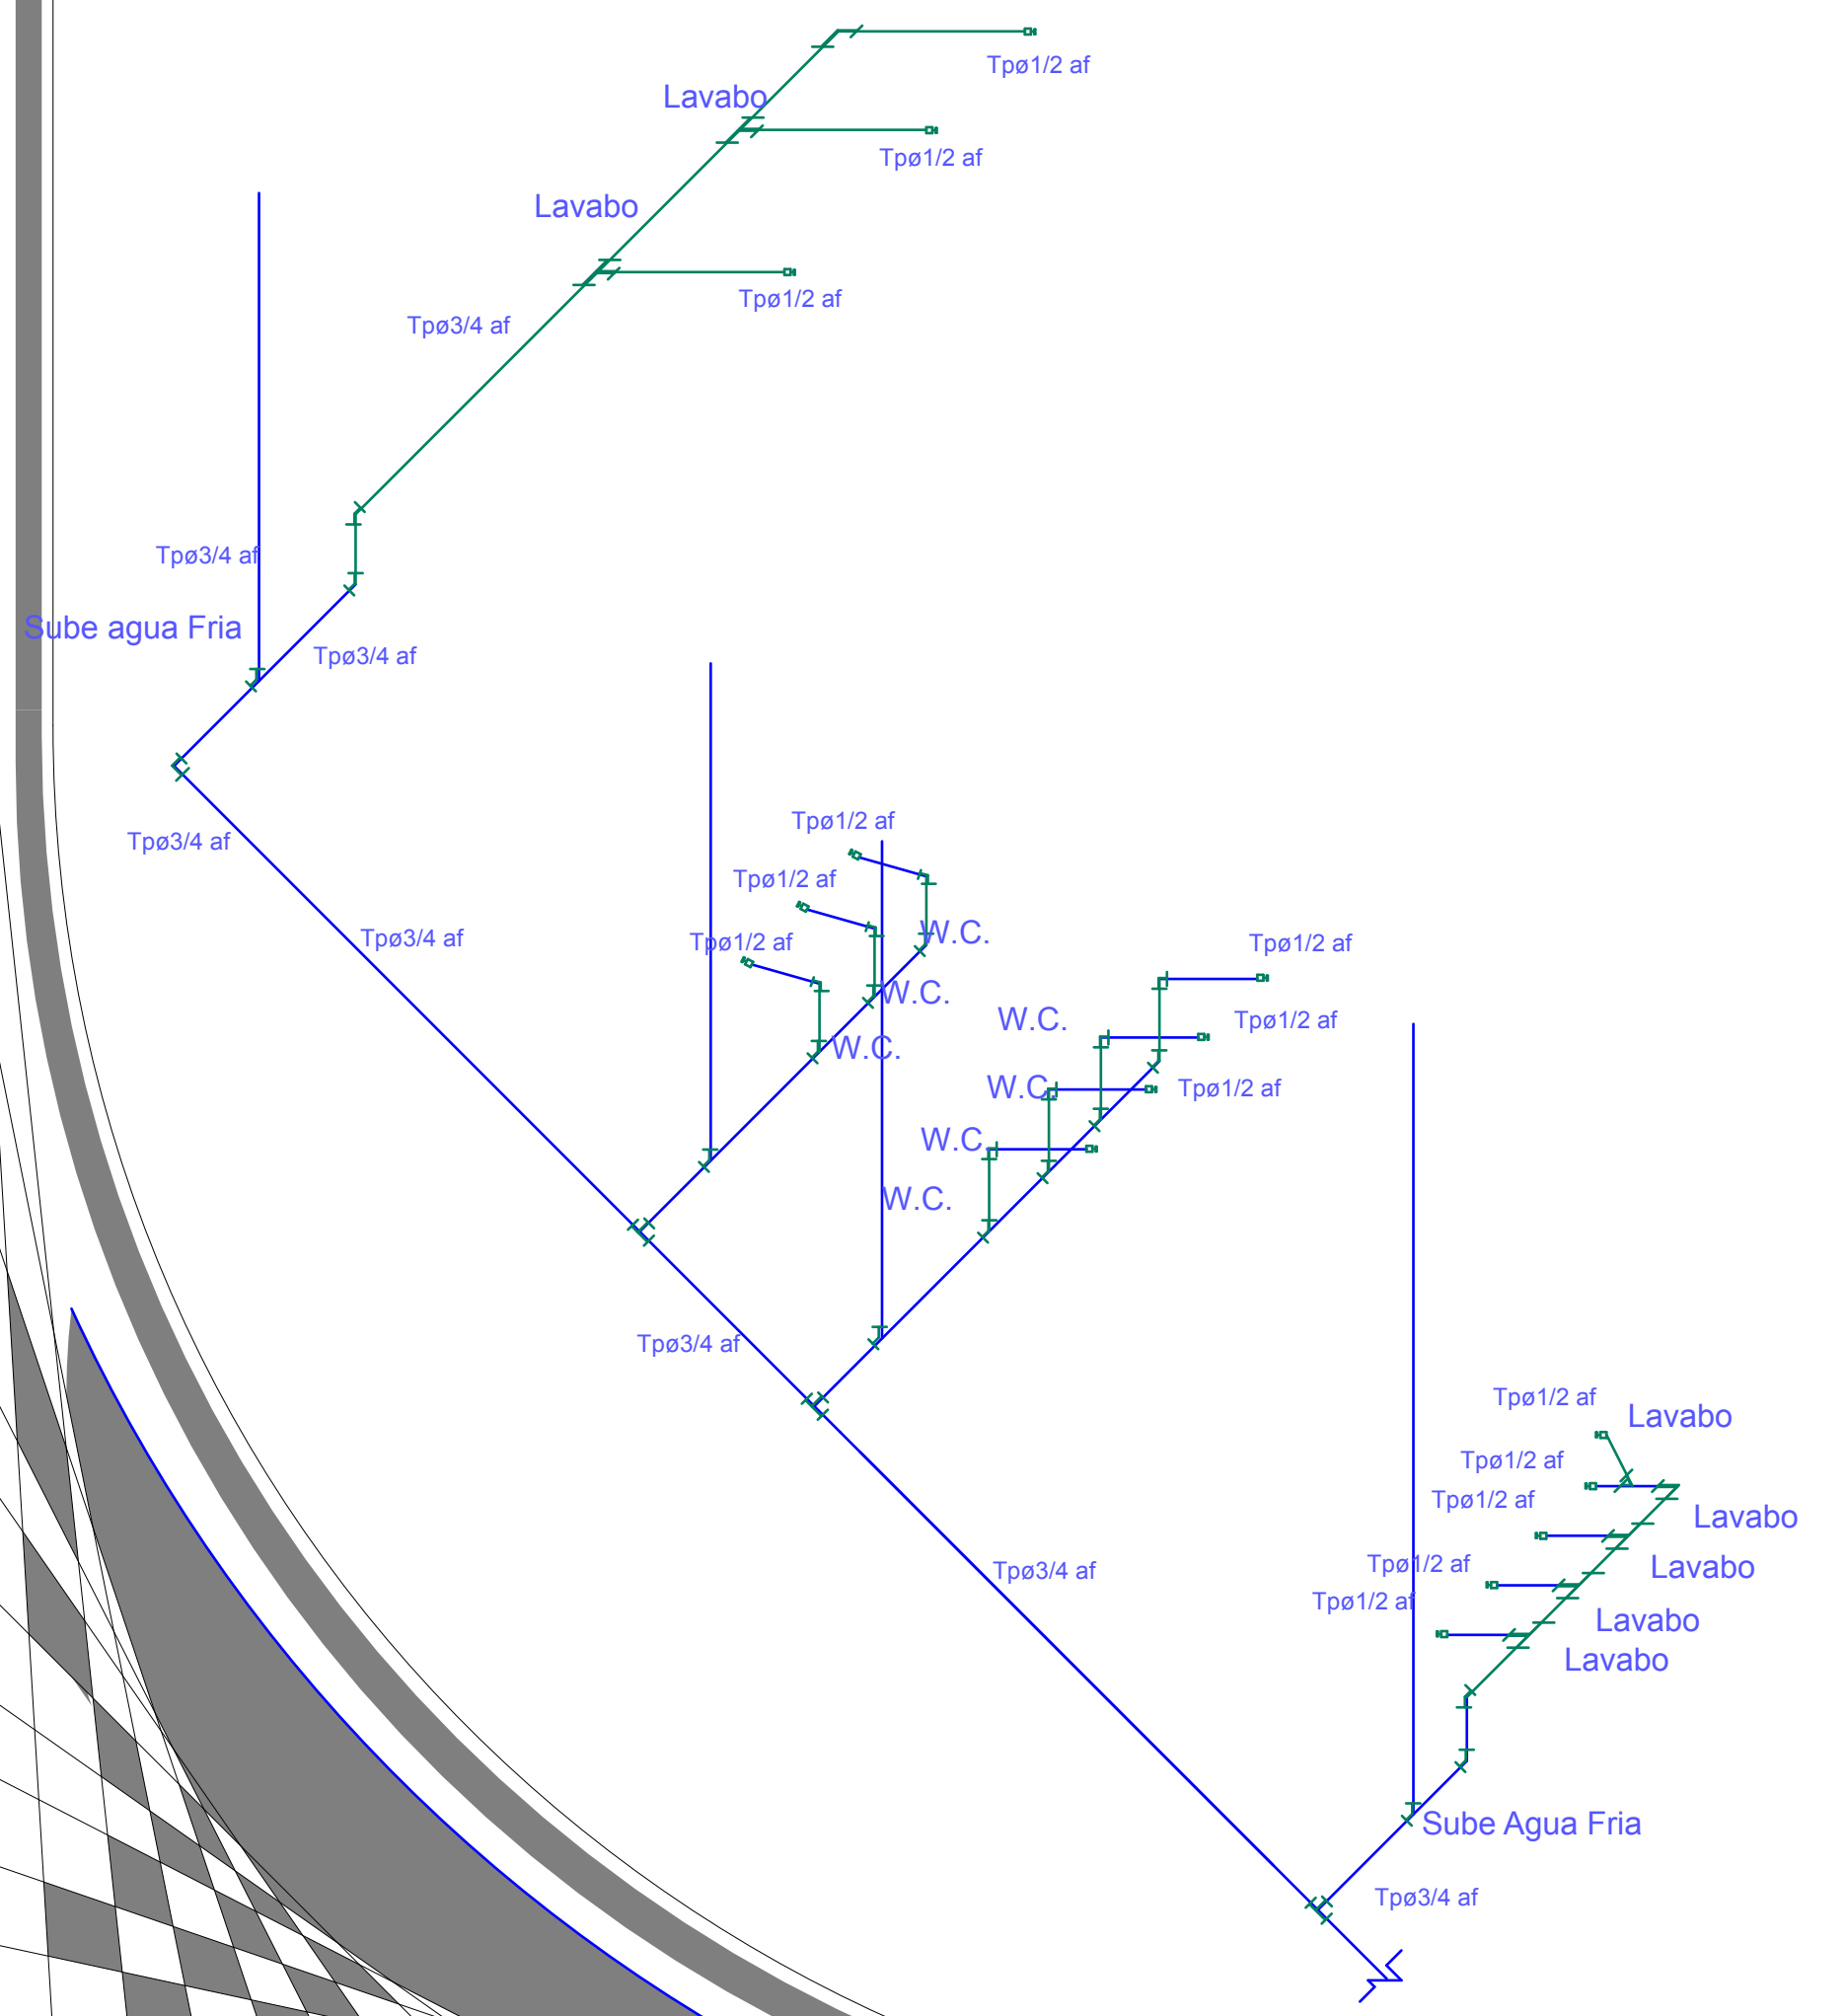 Tpø1/2 af
Lavabo
Tpø1/2 af
Lavabo
Tpø1/2 af
Tpø3/4 af
Tpø3/4 af
Sube agua Fria
Tpø3/4 af
Tpø1/2 af
Tpø3/4 af
Tpø1/2 af
W.C.
Tpø3/4 af
Tpø1/2 af
Tpø1/2 af
W.C.
W.C.
Tpø1/2 af
W.C.
W.C.
Tpø1/2 af
W.C.
W.C.
Tpø3/4 af
Tpø1/2 af
Lavabo
Tpø1/2 af
Tpø1/2 af
Lavabo
Tpø1/2 af
Lavabo
Tpø3/4 af
Tpø1/2 af
Lavabo
Lavabo
Sube Agua Fria
Tpø3/4 af